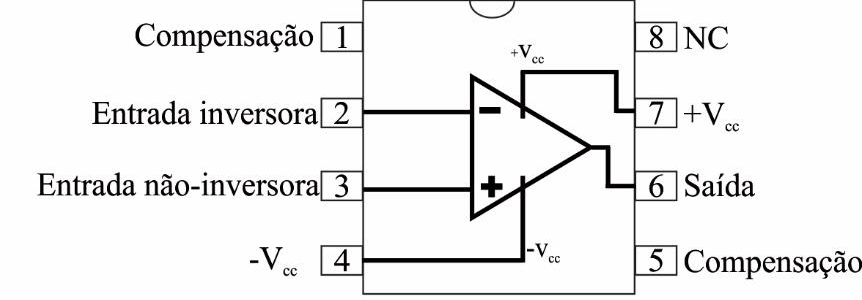 Compensação 1
8 NC
+Vcc
Entrada inversora 2
-
7 +Vcc
Entrada não-inversora 3
+
6 Saída
-Vcc 4
-Vcc
5 Compensação